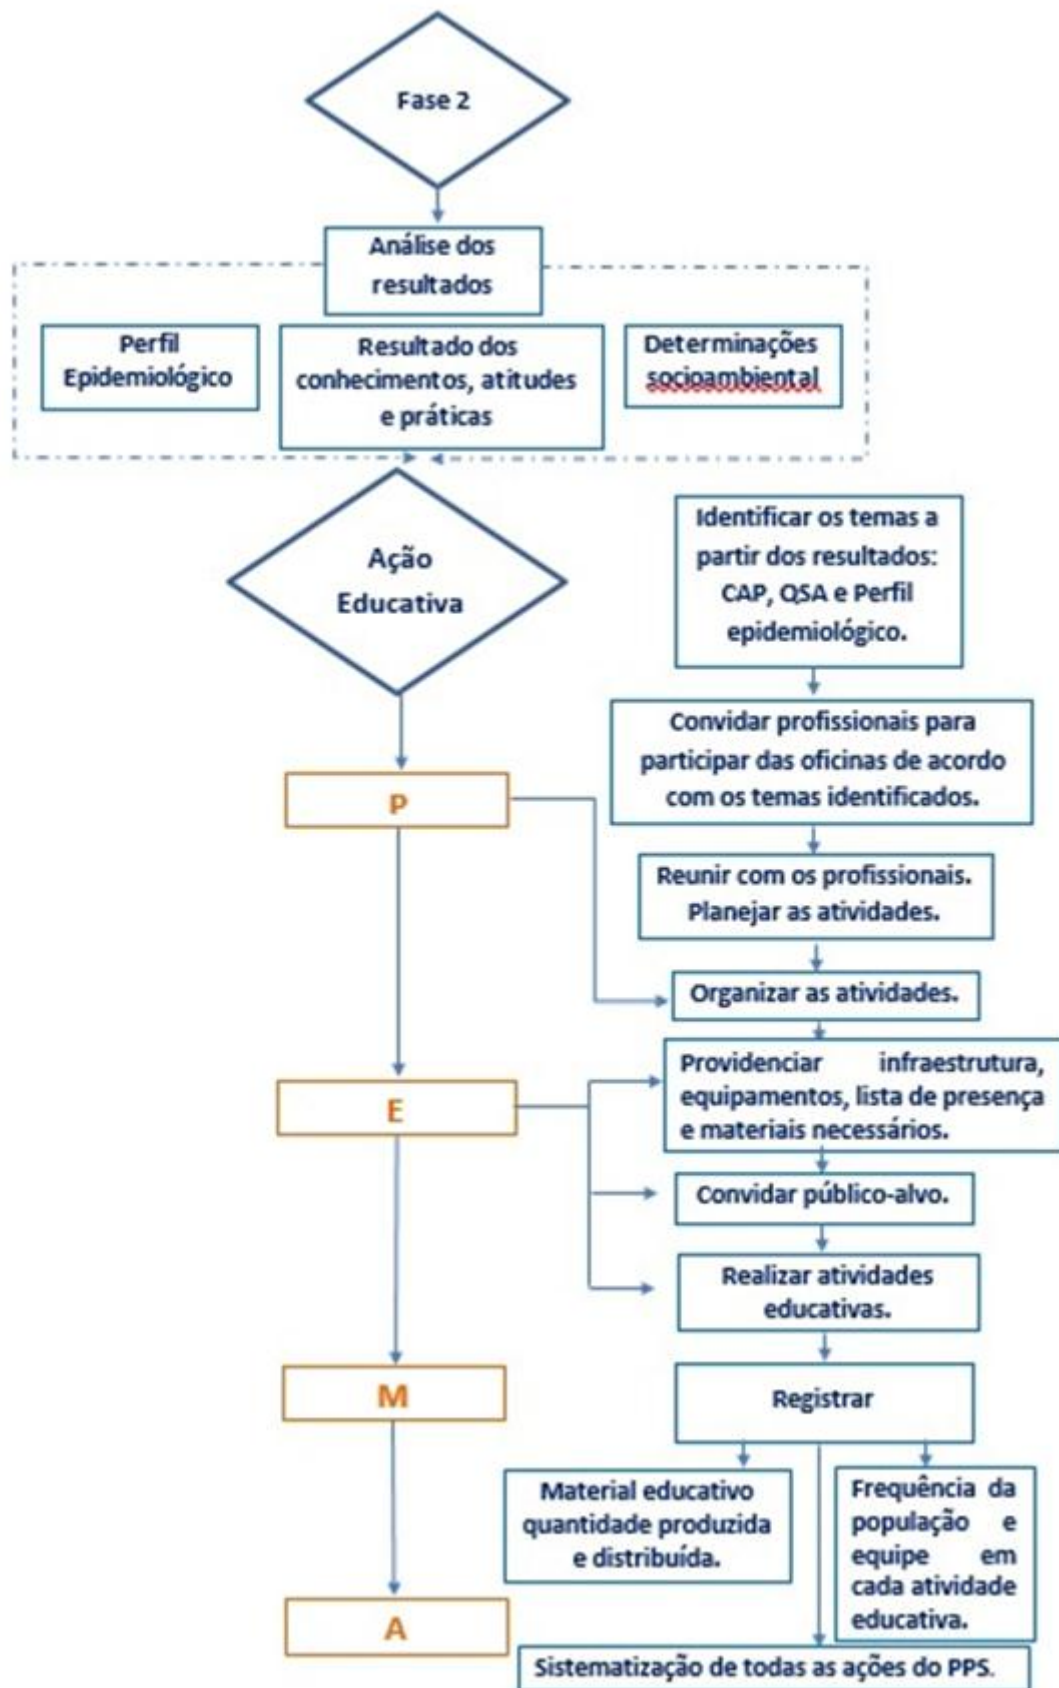 Fase 2
Análise dos
resultados
Perfil
Epidemiológico
Resultado dos
conhecimentos, atitudes
e práticas
Determinações
socioambiental
Ação
Educativa
Identificar os temas a
partir dos resultados:
CAP, QSA e Perfil
epidemiológico.
Convidar profissionais para
participar das oficinas de acordo
com os temas identificados.
P
Reunir com os profissionais.
Planejar as atividades.
Organizar as atividades.
Providenciar infraestrutura,
equipamentos, lista de presença
e materiais necessários.
E
Convidar público-alvo.
Realizar atividades
educativas.
M
Registrar
Material educativo
quantidade produzida
e distribuída.
Frequência da
população e
equipe em
cada atividade
educativa.
A
Sistematização de todas as ações do PPS.